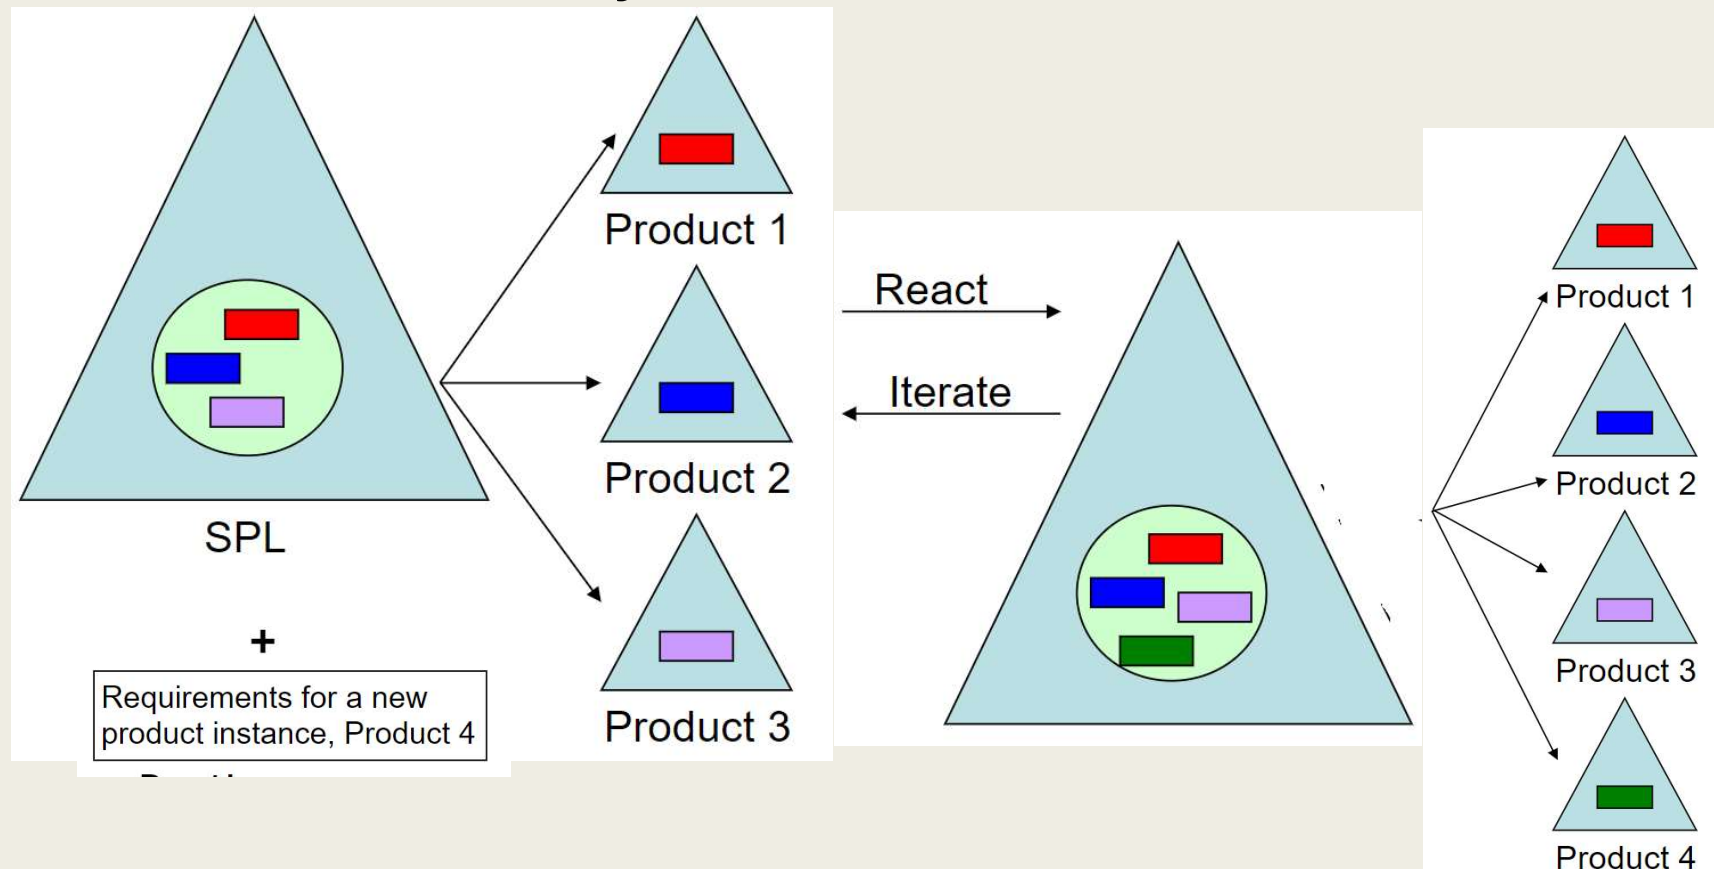 Product 1
Product 2
Product 3
SPL
+
Requirements for a new
product instance, Product 4
React
Iterate
Product 1
Product 2
Product 3
Product 4